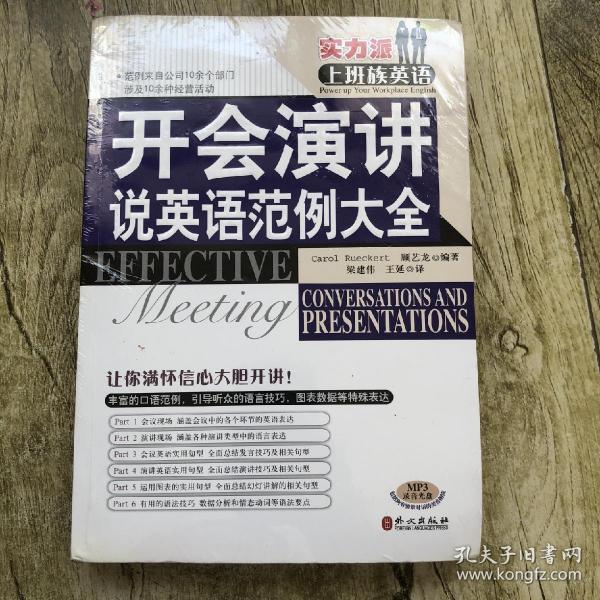 实力派
上班族英语
Power up Your Workplace English
• 范例来自公司10余个部门
涉及10余种经营活动
开会演讲
说英语范例大全
Carol Rueckert 顾艺龙◎编著
梁建伟 王延◎译
EFFECTIVE
Meeting
CONVERSATIONS AND
PRESENTATIONS
让你满怀信心大胆开讲!
丰富的口语范例，引导听众的语言技巧，图表数据等特殊表达
Part 1 会议现场 涵盖会议中的各个环节的英语表达
Part 2 演讲现场 涵盖各种演讲类型中的语言表达
Part 3 会议英语实用句型 全面总结发言技巧及相关句型
Part 4 演讲英语实用句型 全面总结演讲技巧及相关句型
Part 5 运用图表的实用句型 全面总结幻灯讲解的相关句型
Part 6 有用的语法技巧 数据分析和情态动词等语法要点
MP3
录音光盘
外文出版社
FOREIGN LANGUAGES PRESS
孔夫子旧书网
www.kongfz.com